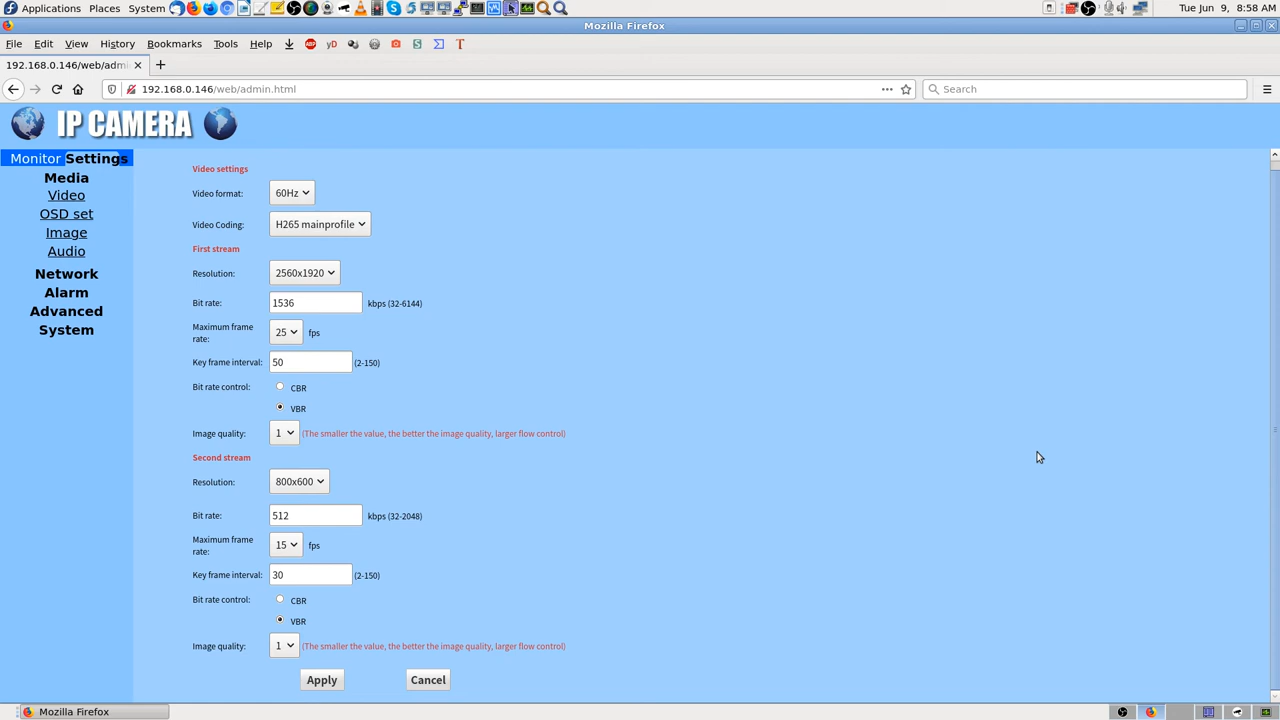 Applications Places System Tue Jun 9, 8:58 AM
Mozilla Firefox
File Edit View History Bookmarks Tools Help
192.168.0.146/web/admi
192.168.0.146/web/admin.html Search
IP CAMERA
Monitor Settings
Media
Video
OSD set
Image
Audio
Network
Alarm
Advanced
System
Video settings
Video format: 60Hz
Video Coding: H265 mainprofile
First stream
Resolution: 2560x1920
Bit rate: 1536 kbps (32-6144)
Maximum frame
rate: 25 fps
Key frame interval: 50 (2-150)
Bit rate control: CBR
VBR
Image quality: 1 (The smaller the value, the better the image quality, larger flow control)
Second stream
Resolution: 800x600
Bit rate: 512 kbps (32-2048)
Maximum frame
rate: 15 fps
Key frame interval: 30 (2-150)
Bit rate control: CBR
VBR
Image quality: 1 (The smaller the value, the better the image quality, larger flow control)
Apply Cancel
Mozilla Firefox